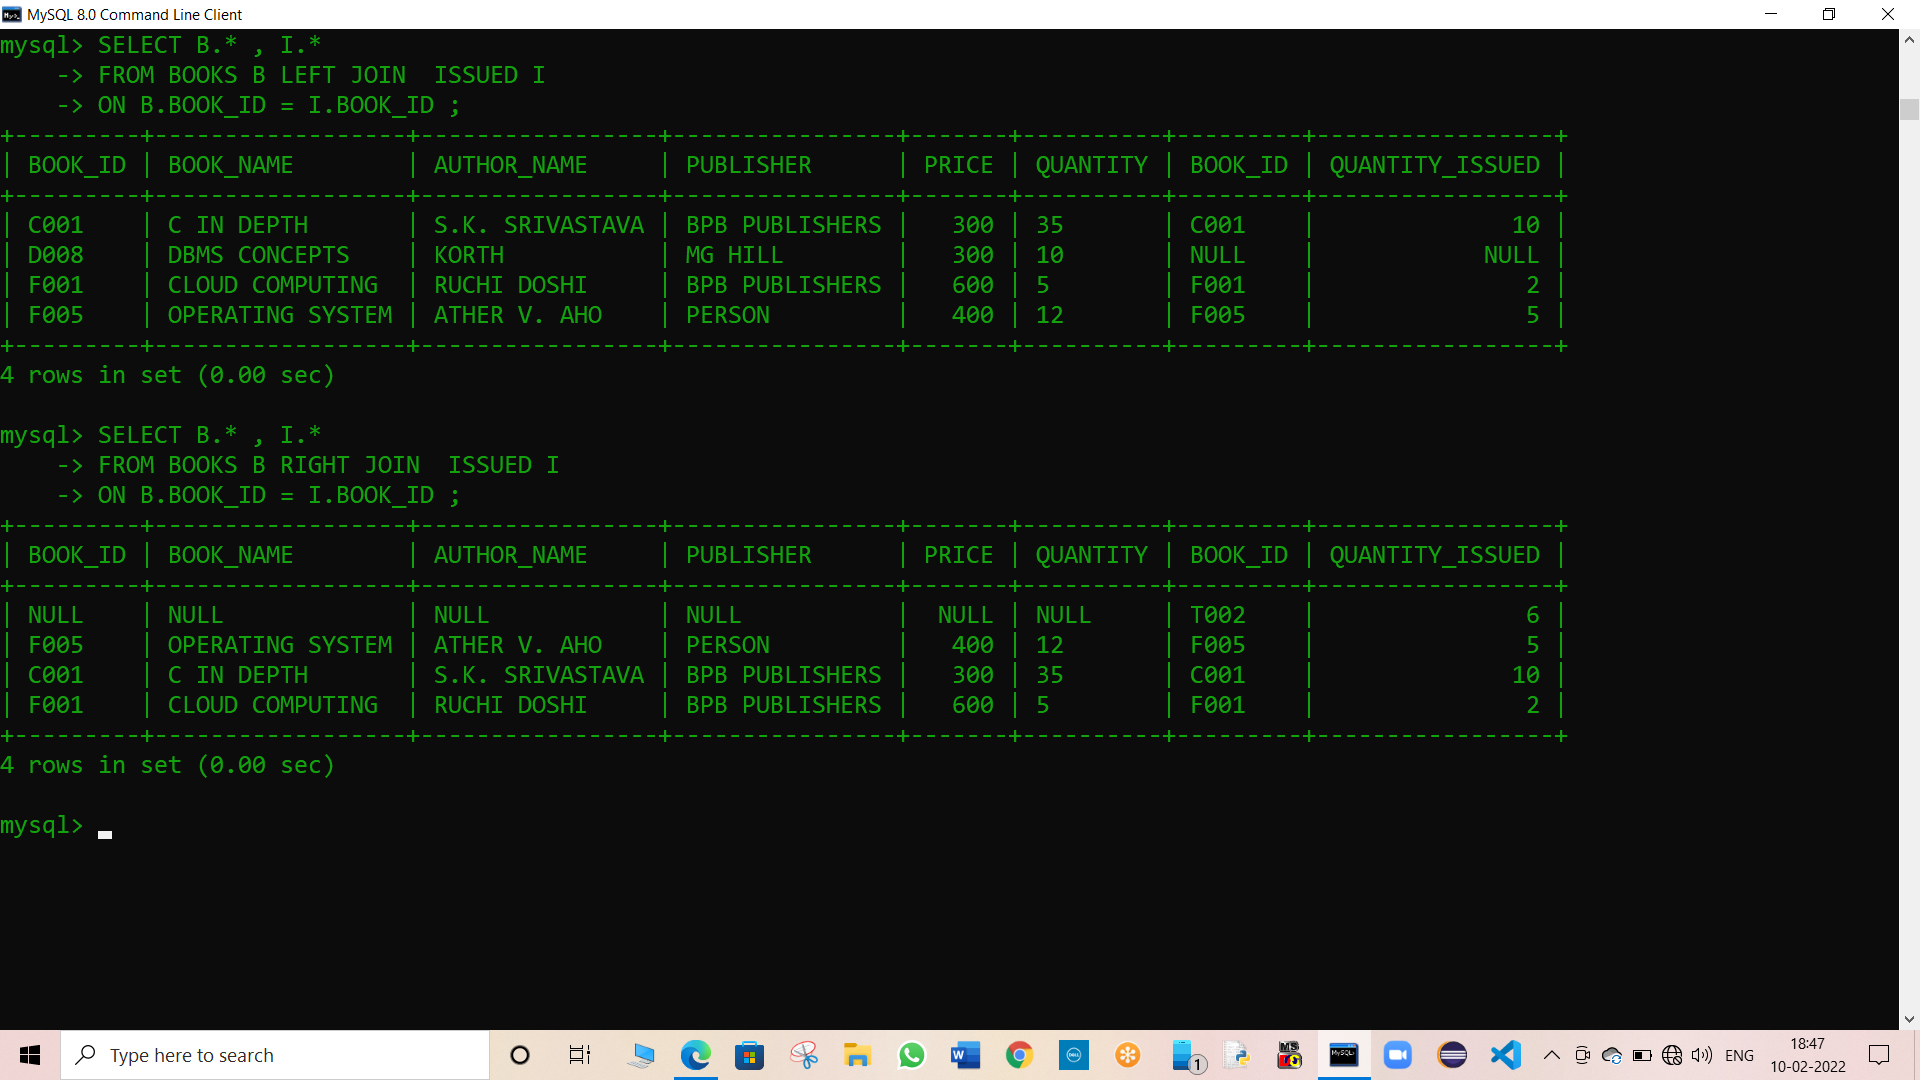 MySQL 8.0 Command Line Client
mysql> SELECT B.* , I.*
    -> FROM BOOKS B LEFT JOIN  ISSUED I
    -> ON B.BOOK_ID = I.BOOK_ID ;
+---------+------------------+-----------------+----------------+-------+----------+---------+-----------------+
| BOOK_ID | BOOK_NAME        | AUTHOR_NAME     | PUBLISHER      | PRICE | QUANTITY | BOOK_ID | QUANTITY_ISSUED |
+---------+------------------+-----------------+----------------+-------+----------+---------+-----------------+
| C001    | C IN DEPTH       | S.K. SRIVASTAVA | BPB PUBLISHERS |   300 | 35       | C001    |              10 |
| D008    | DBMS CONCEPTS    | KORTH           | MG HILL        |   300 | 10       | NULL    |            NULL |
| F001    | CLOUD COMPUTING  | RUCHI DOSHI     | BPB PUBLISHERS |   600 | 5        | F001    |               2 |
| F005    | OPERATING SYSTEM | ATHER V. AHO    | PERSON         |   400 | 12       | F005    |               5 |
+---------+------------------+-----------------+----------------+-------+----------+---------+-----------------+
4 rows in set (0.00 sec)
mysql> SELECT B.* , I.*
    -> FROM BOOKS B RIGHT JOIN  ISSUED I
    -> ON B.BOOK_ID = I.BOOK_ID ;
+---------+------------------+-----------------+----------------+-------+----------+---------+-----------------+
| BOOK_ID | BOOK_NAME        | AUTHOR_NAME     | PUBLISHER      | PRICE | QUANTITY | BOOK_ID | QUANTITY_ISSUED |
+---------+------------------+-----------------+----------------+-------+----------+---------+-----------------+
| NULL    | NULL             | NULL            | NULL           |  NULL | NULL     | T002    |               6 |
| F005    | OPERATING SYSTEM | ATHER V. AHO    | PERSON         |   400 | 12       | F005    |               5 |
| C001    | C IN DEPTH       | S.K. SRIVASTAVA | BPB PUBLISHERS |   300 | 35       | C001    |              10 |
| F001    | CLOUD COMPUTING  | RUCHI DOSHI     | BPB PUBLISHERS |   600 | 5        | F001    |               2 |
+---------+------------------+-----------------+----------------+-------+----------+---------+-----------------+
4 rows in set (0.00 sec)
mysql>
Type here to search
1
ENG
18:47
10-02-2022